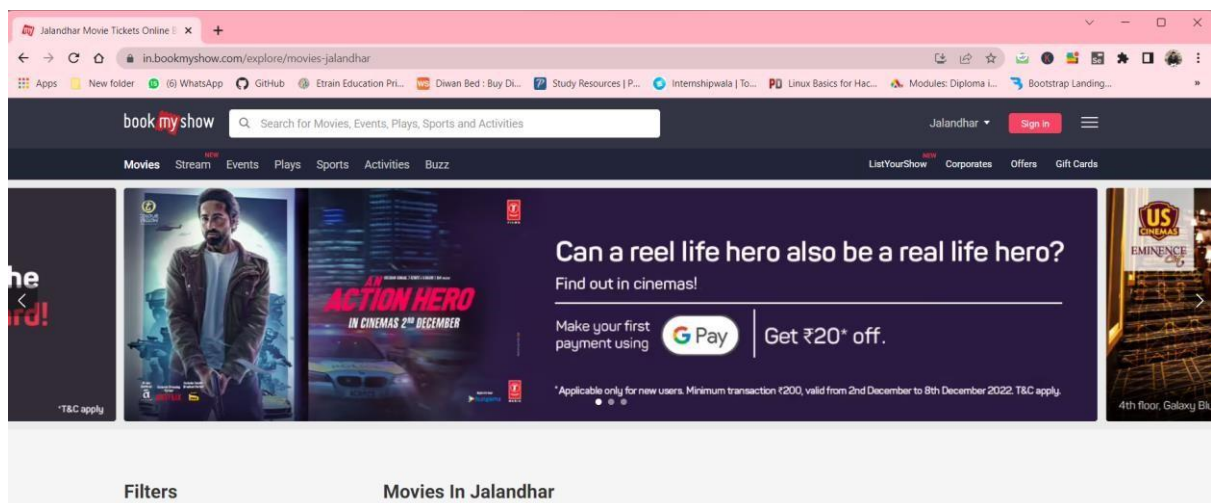 Jalandhar Movie Tickets Online B
in.bookmyshow.com/explore/movies-jalandhar
Apps New folder (6) WhatsApp GitHub Etrain Education Pri... Diwan Bed : Buy Di... Study Resources | P... Internshipwala | To... Linux Basics for Hac... Modules: Diploma i... Bootstrap Landing... »
book my show Search for Movies, Events, Plays, Sports and Activities Jalandhar Sign in
NEW NEW
Movies Stream Events Plays Sports Activities Buzz ListYourShow Corporates Offers Gift Cards
he
rd!
*T&C apply
AN
ACTION HERO
IN CINEMAS 2ND DECEMBER
Can a reel life hero also be a real life hero?
Find out in cinemas!
Make your first
payment using G Pay Get ₹20* off.
*Applicable only for new users. Minimum transaction ₹200, valid from 2nd December to 8th December 2022. T&C apply.
US
CINEMAS
EMINENCE
4th floor, Galaxy Blu
Filters Movies In Jalandhar